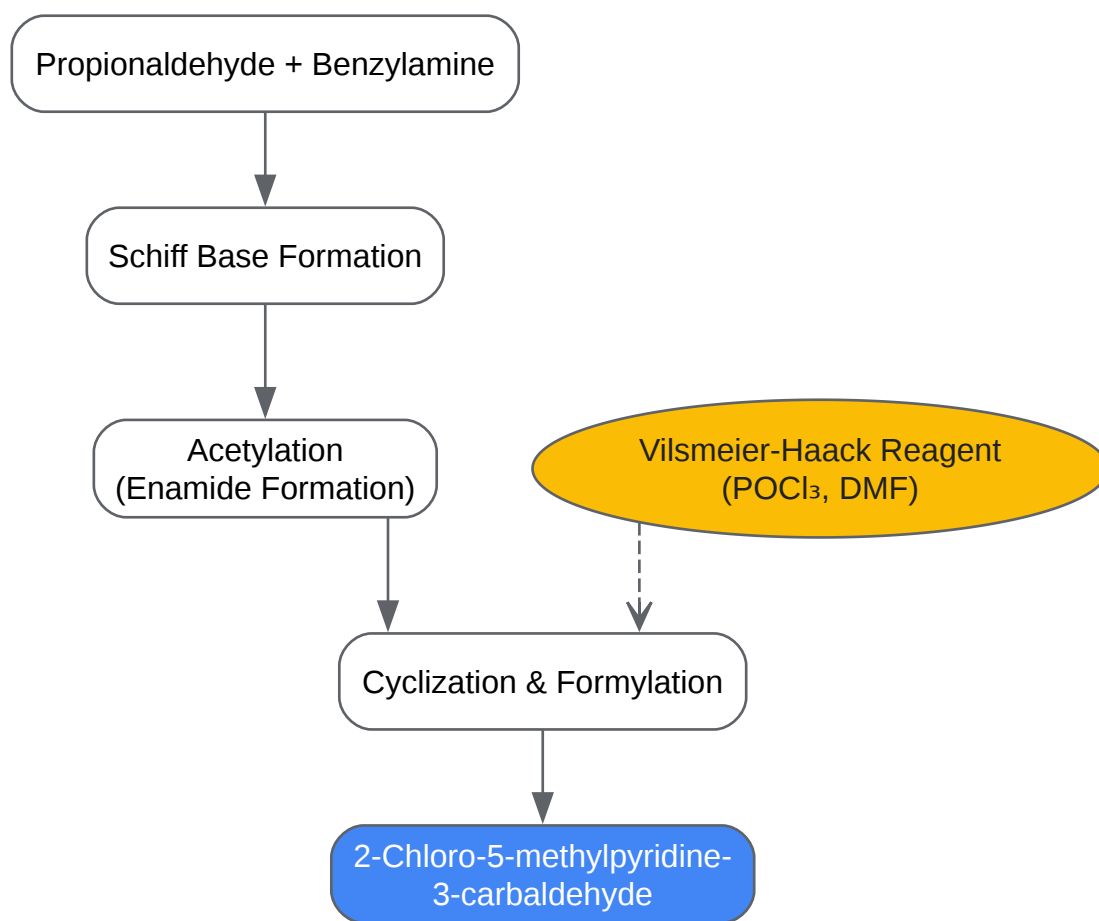 Propionaldehyde + Benzylamine
Schiff Base Formation
Acetylation
(Enamide Formation)
Vilsmeier-Haack Reagent
(POCl₃, DMF)
Cyclization & Formylation
2-Chloro-5-methylpyridine-
3-carbaldehyde